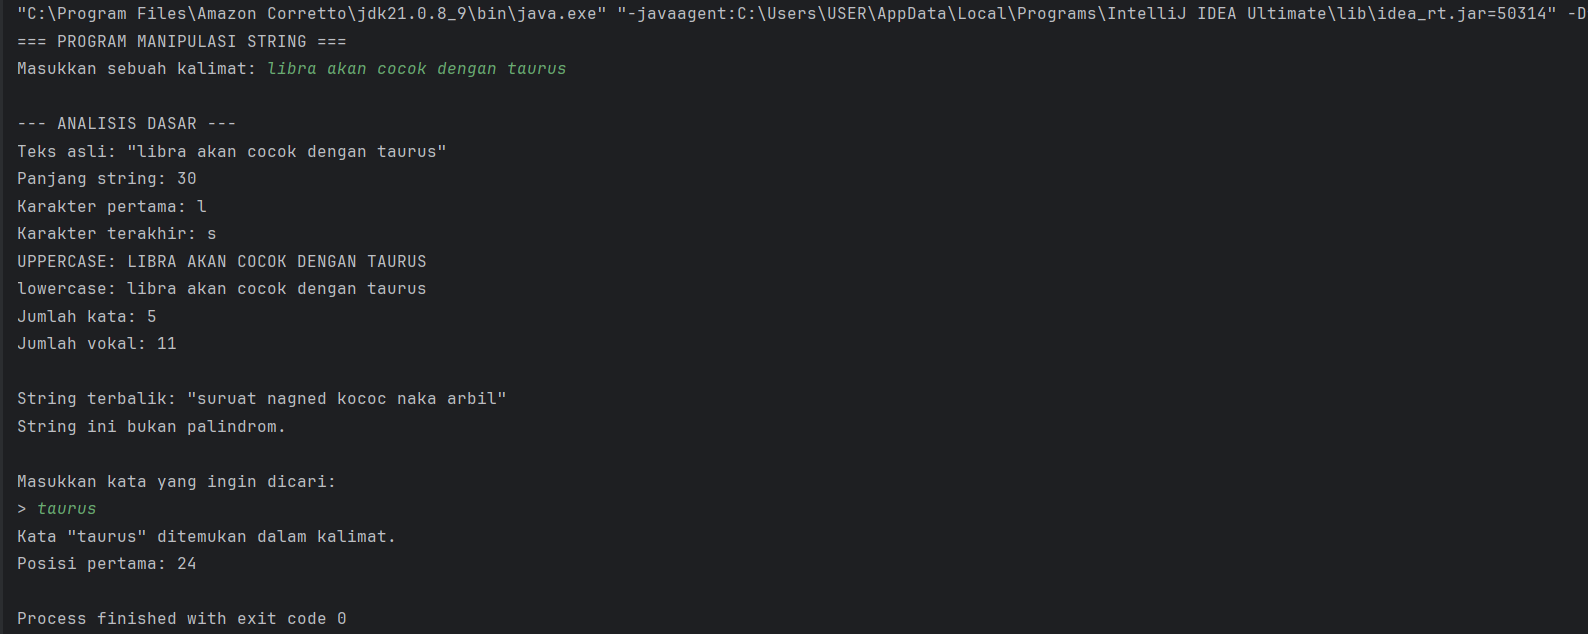 "C:\Program Files\Amazon Corretto\jdk21.0.8_9\bin\java.exe" "-javaagent:C:\Users\USER\AppData\Local\Programs\IntelliJ IDEA Ultimate\lib\idea_rt.jar=50314" -D
=== PROGRAM MANIPULASI STRING ===
Masukkan sebuah kalimat: libra akan cocok dengan taurus
--- ANALISIS DASAR ---
Teks asli: "libra akan cocok dengan taurus"
Panjang string: 30
Karakter pertama: l
Karakter terakhir: s
UPPERCASE: LIBRA AKAN COCOK DENGAN TAURUS
lowercase: libra akan cocok dengan taurus
Jumlah kata: 5
Jumlah vokal: 11
String terbalik: "suruat nagned kococ naka arbil"
String ini bukan palindrom.
Masukkan kata yang ingin dicari:
> taurus
Kata "taurus" ditemukan dalam kalimat.
Posisi pertama: 24
Process finished with exit code 0